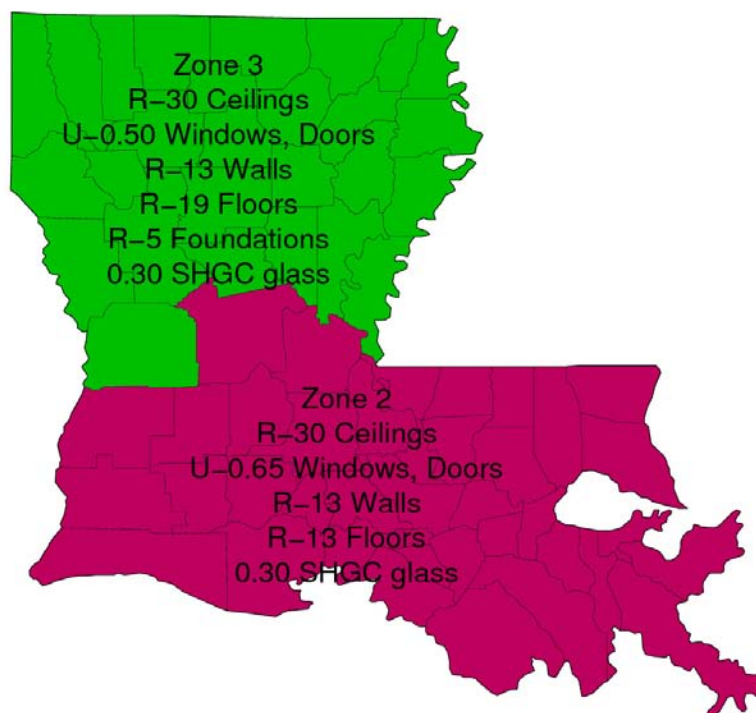 Zone 3
R-30 Ceilings
U-0.50 Windows, Doors
R-13 Walls
R-19 Floors
R-5 Foundations
0.30 SHGC glass
Zone 2
R-30 Ceilings
U-0.65 Windows, Doors
R-13 Walls
R-13 Floors
0.30 SHGC glass